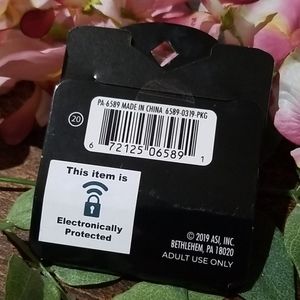 PA-6589 MADE IN CHINA 6589-0319 PKG
20
6 72125 06589 1
This item is
Electronically
Protected
© 2019 ASI, INC.
BETHLEHEM, PA 18020
ADULT USE ONLY